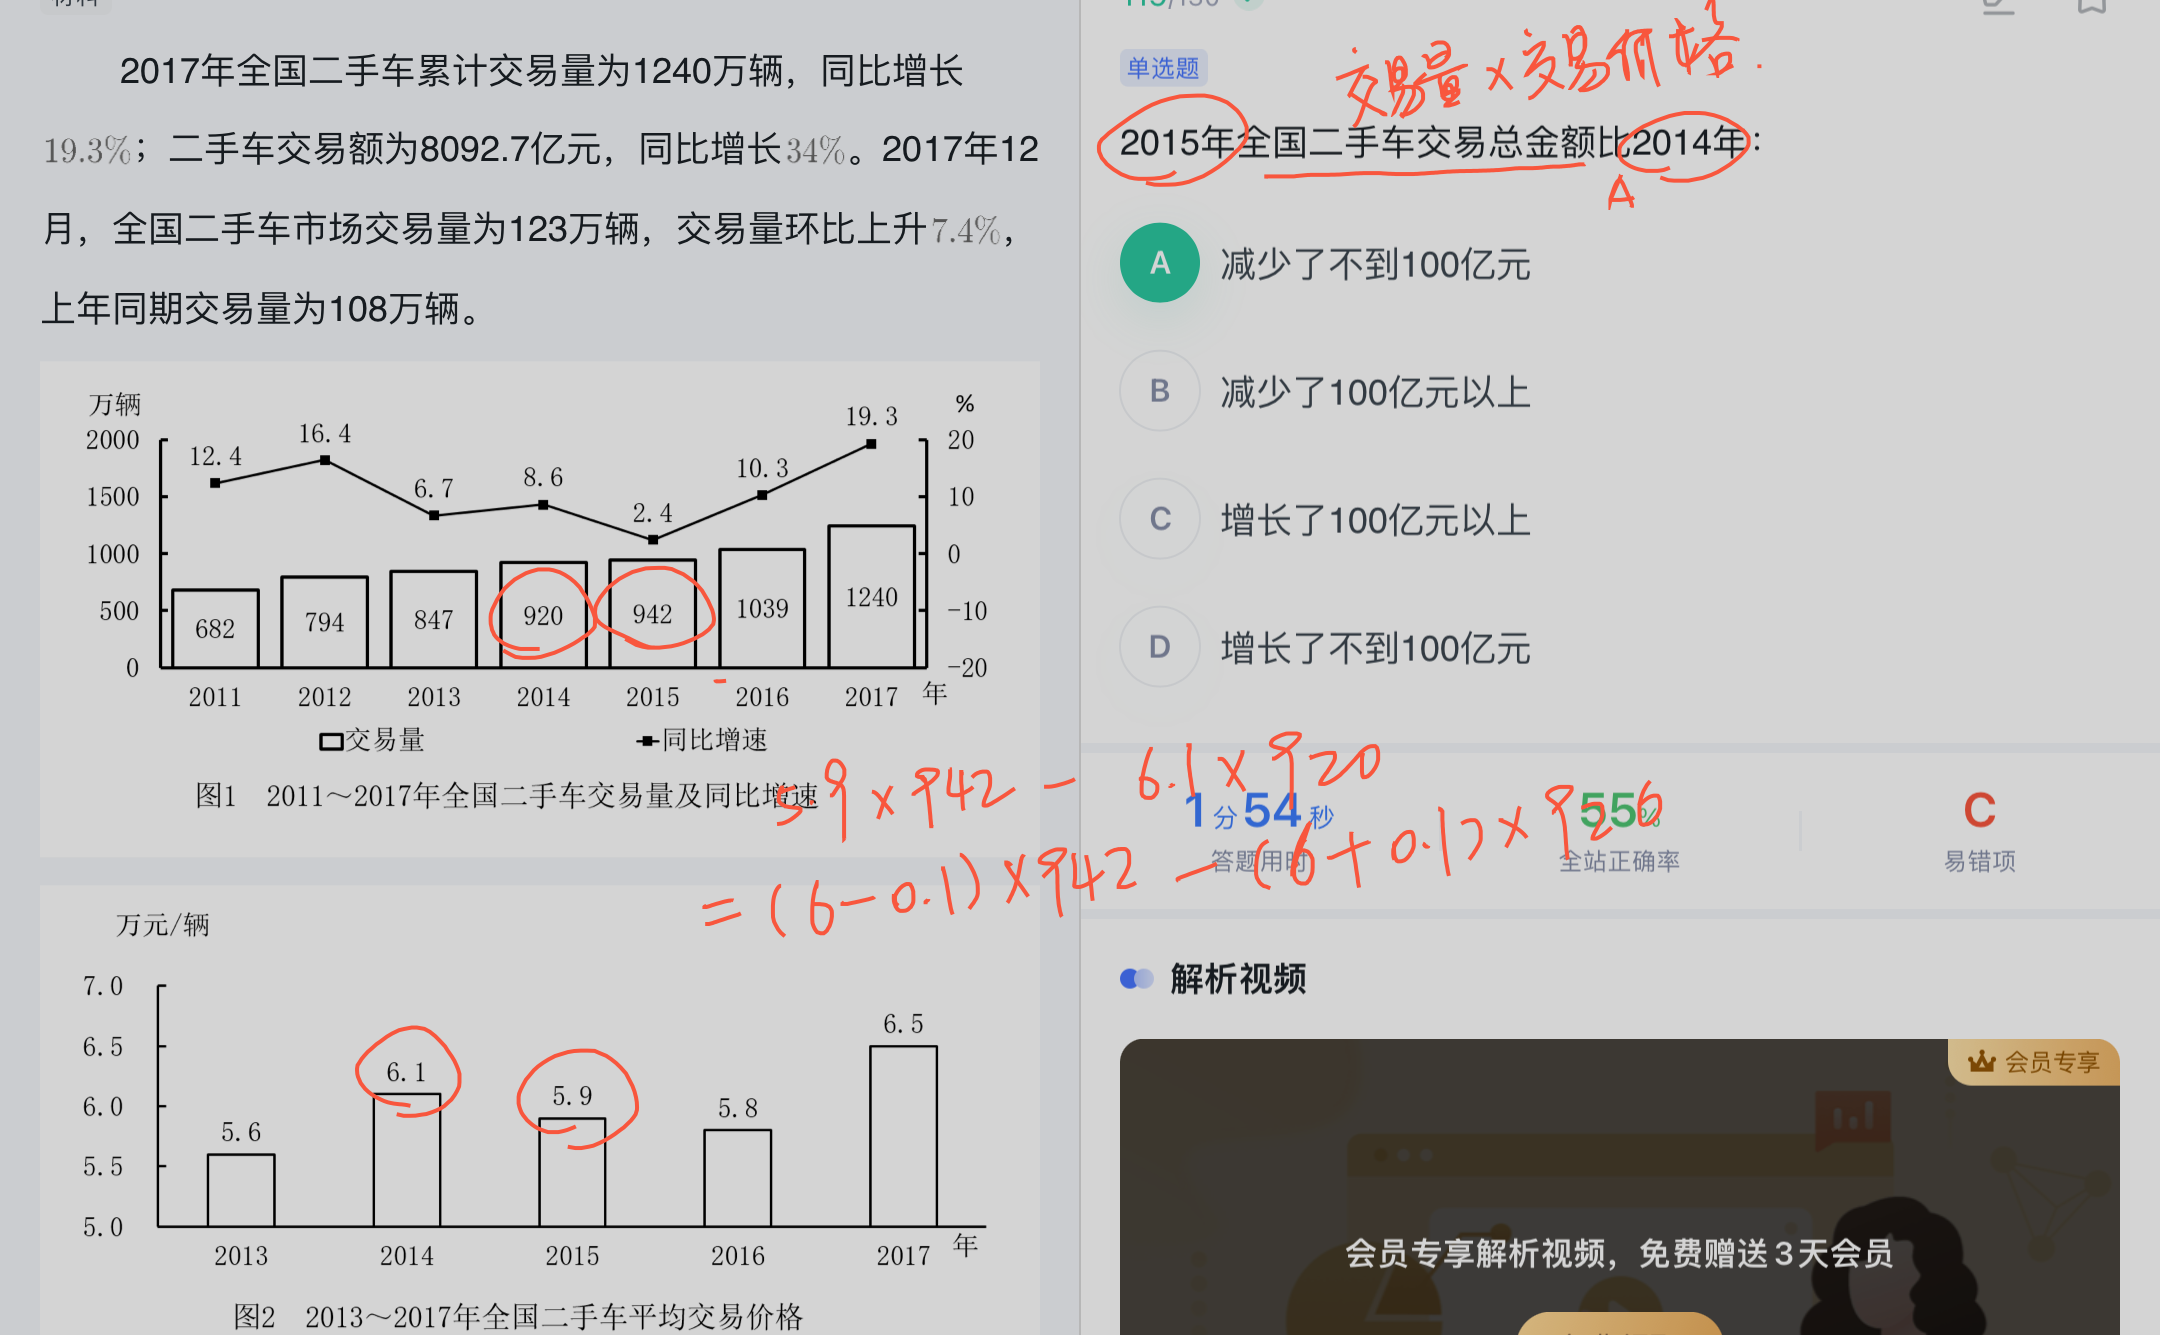 2017年全国二手车累计交易量为1240万辆，同比增长
19.3%；二手车交易额为8092.7亿元，同比增长34%。2017年12
月，全国二手车市场交易量为123万辆，交易量环比上升7.4%，
上年同期交易量为108万辆。
万辆
%
2000
1500
1000
500
0
20
10
0
-10
-20
12.4
16.4
6.7
8.6
2.4
10.3
19.3
682
794
847
920
942
1039
1240
2011
2012
2013
2014
2015
2016
2017
年
交易量
同比增速
图1 2011～2017年全国二手车交易量及同比增速
万元/辆
7.0
6.5
6.0
5.5
5.0
5.6
6.1
5.9
5.8
6.5
2013
2014
2015
2016
2017
年
图2 2013～2017年全国二手车平均交易价格
单选题
交易量×交易价格.
2015年全国二手车交易总金额比2014年：
A
A 减少了不到100亿元
B 减少了100亿元以上
C 增长了100亿元以上
D 增长了不到100亿元
5.9×942-6.1×920
=(6-0.1)×942-(6+0.1)×926
1分54秒
答题用时
55%
全站正确率
C
易错项
解析视频
会员专享
会员专享解析视频，免费赠送3天会员